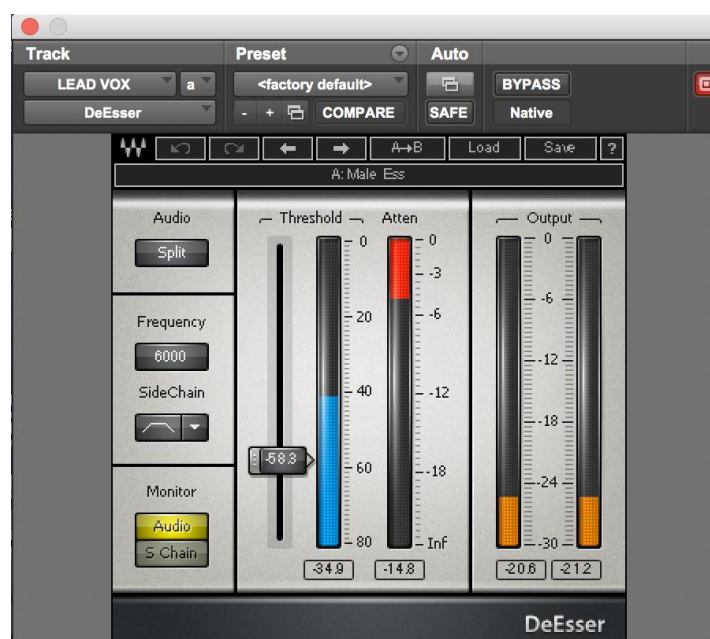 Track Preset Auto
LEAD VOX a <factory default> BYPASS
DeEsser - + COMPARE SAFE Native
A→B Load Save ?
A: Male Ess
Audio Threshold Atten Output
Split
Frequency
6000
SideChain
Monitor
Audio
S-Chain
-58.3
0
20
40
60
80
0
-3
-6
-12
-18
Inf
0
-6
-12
-18
-24
-30
-34.9 -14.8 -20.6 -21.2
DeEsser